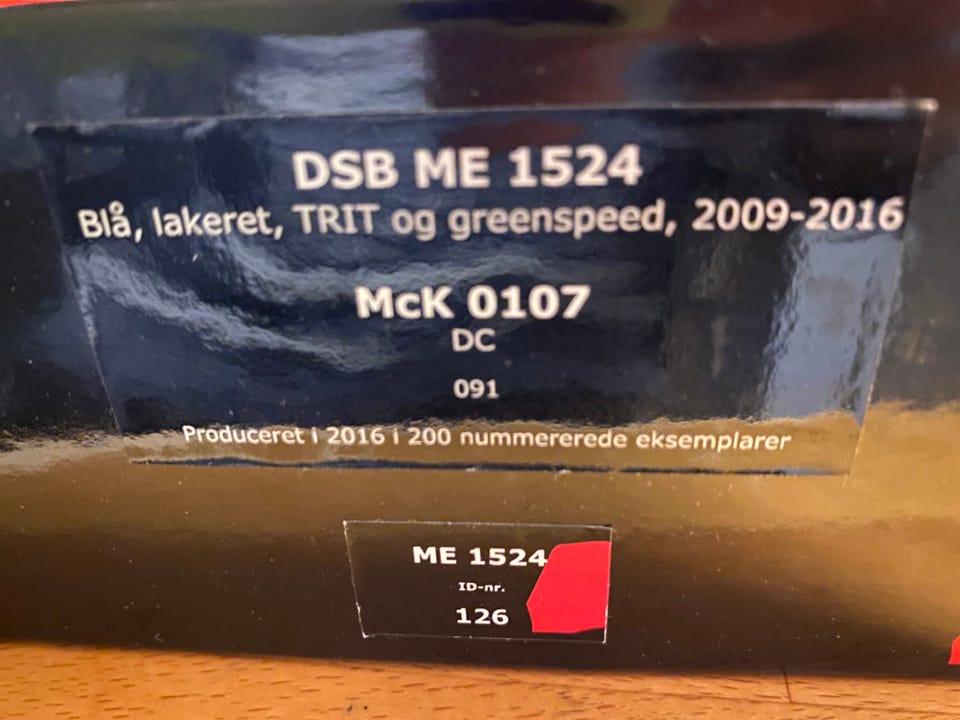 DSB ME 1524
Blå, lakeret, TRIT og greenspeed, 2009-2016
McK 0107
DC
091
Produceret i 2016 i 200 nummererede eksemplarer
ME 1524
ID-nr.
126